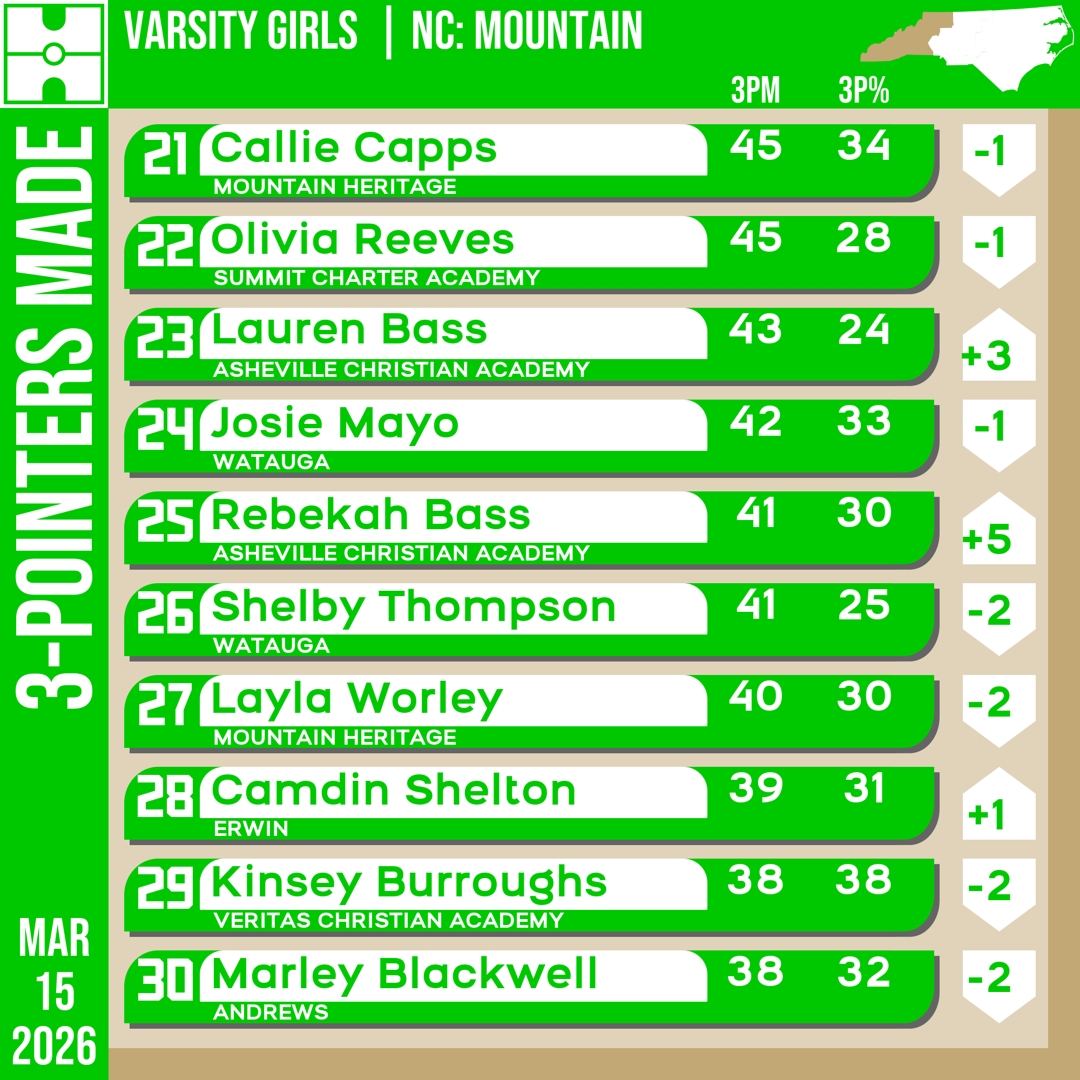 VARSITY GIRLS | NC: MOUNTAIN
3PM 3P%
3-POINTERS MADE
21 Callie Capps 45 34 -1
MOUNTAIN HERITAGE
22 Olivia Reeves 45 28 -1
SUMMIT CHARTER ACADEMY
23 Lauren Bass 43 24 +3
ASHEVILLE CHRISTIAN ACADEMY
24 Josie Mayo 42 33 -1
WATAUGA
25 Rebekah Bass 41 30 +5
ASHEVILLE CHRISTIAN ACADEMY
26 Shelby Thompson 41 25 -2
WATAUGA
27 Layla Worley 40 30 -2
MOUNTAIN HERITAGE
28 Camdin Shelton 39 31 +1
ERWIN
29 Kinsey Burroughs 38 38 -2
VERITAS CHRISTIAN ACADEMY
30 Marley Blackwell 38 32 -2
ANDREWS
MAR
15
2026